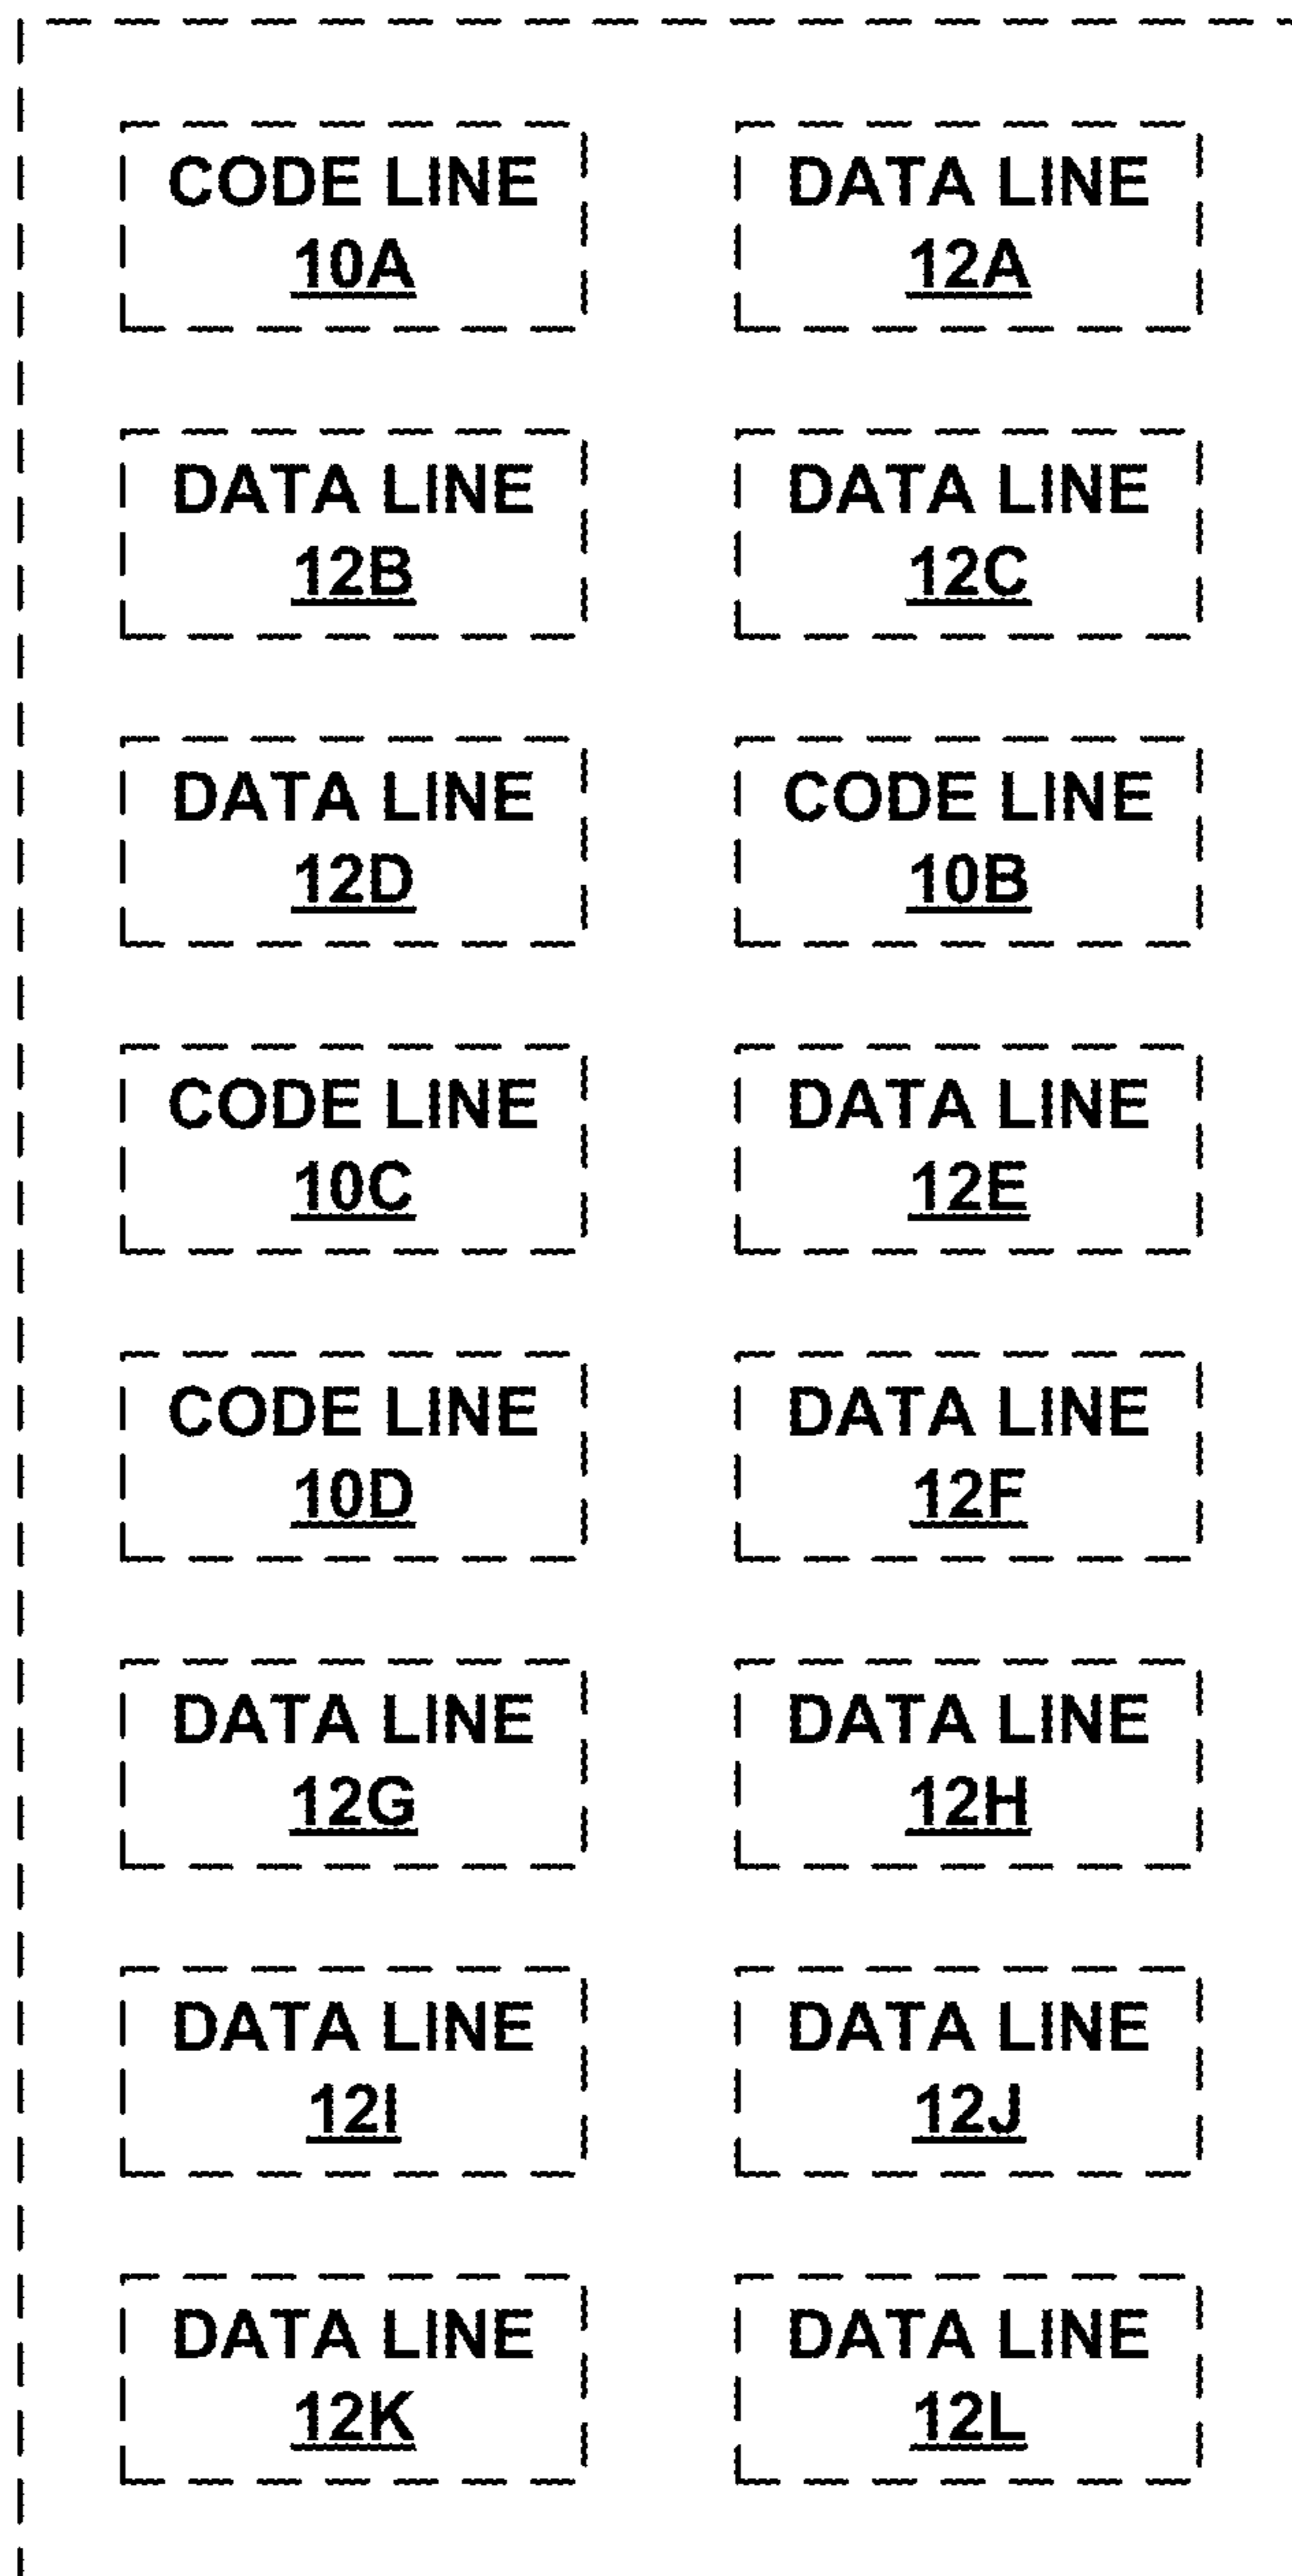 CODE LINE
10A
DATA LINE
12A
DATA LINE
12B
DATA LINE
12C
DATA LINE
12D
CODE LINE
10B
CODE LINE
10C
DATA LINE
12E
CODE LINE
10D
DATA LINE
12F
DATA LINE
12G
DATA LINE
12H
DATA LINE
12I
DATA LINE
12J
DATA LINE
12K
DATA LINE
12L